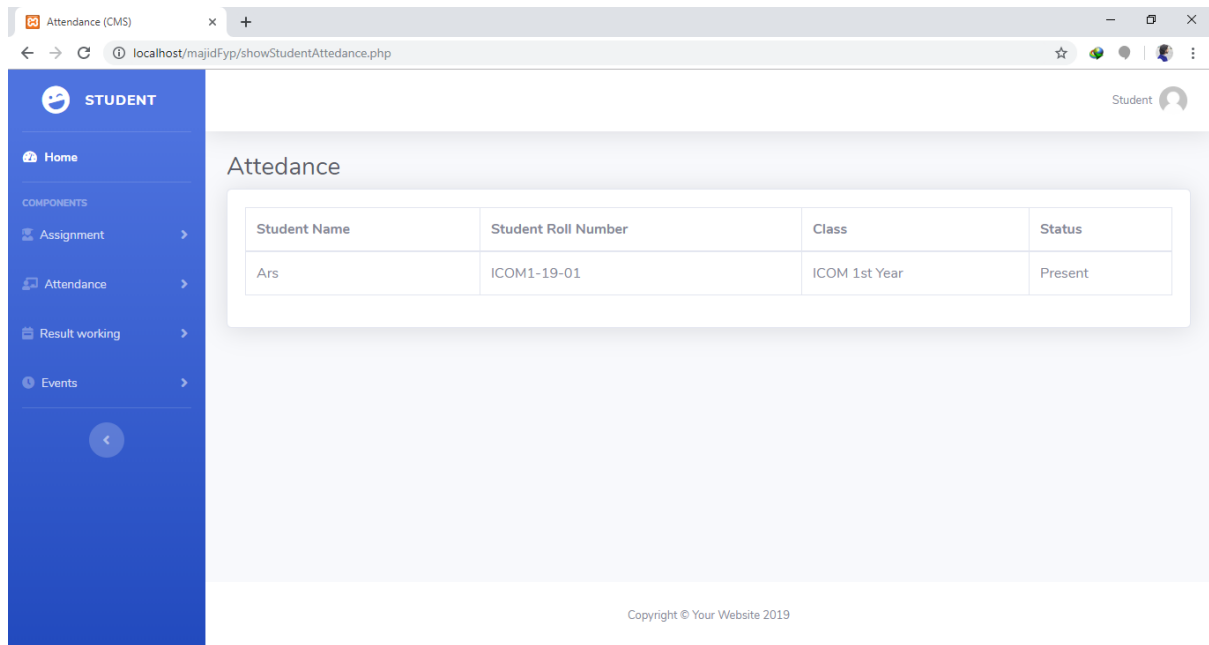 Attendance (CMS)
localhost/majidFyp/showStudentAttedance.php
STUDENT
Student
Home
COMPONENTS
Assignment
Attendance
Result working
Events
Attedance
Student Name Student Roll Number Class Status
Ars ICOM1-19-01 ICOM 1st Year Present
Copyright © Your Website 2019